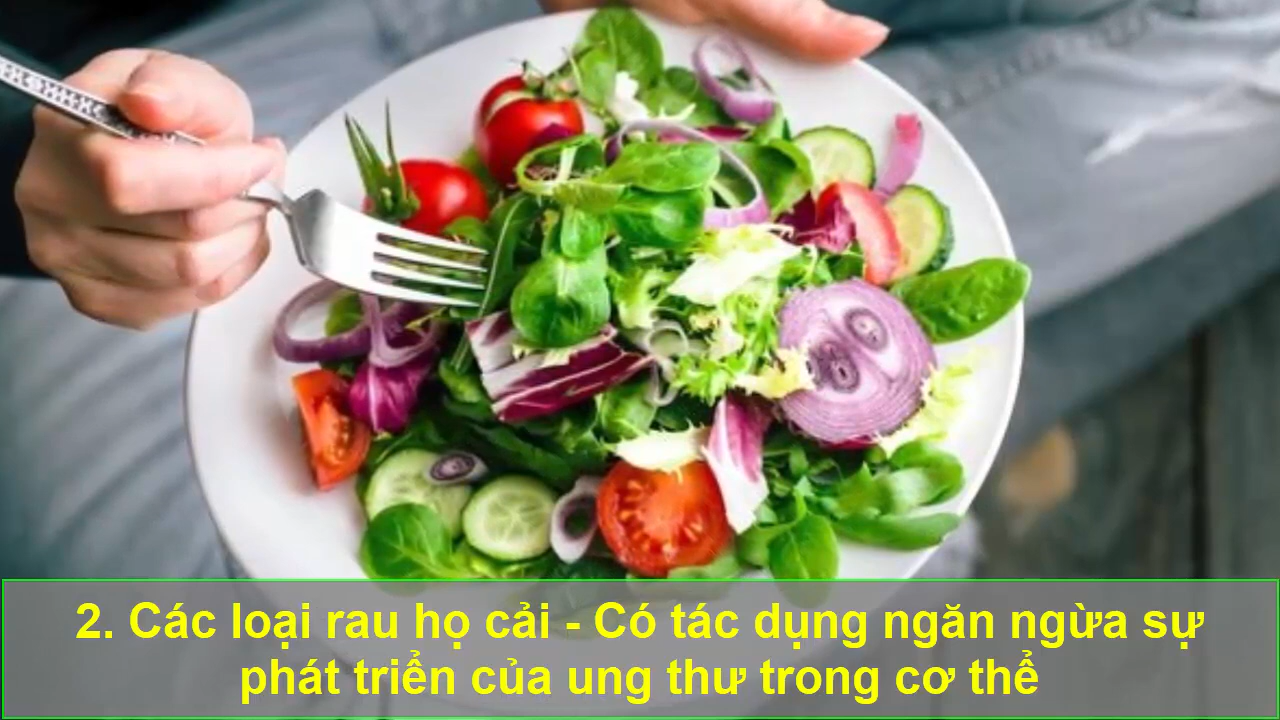 2. Các loại rau họ cải - Có tác dụng ngăn ngừa sự
phát triển của ung thư trong cơ thể